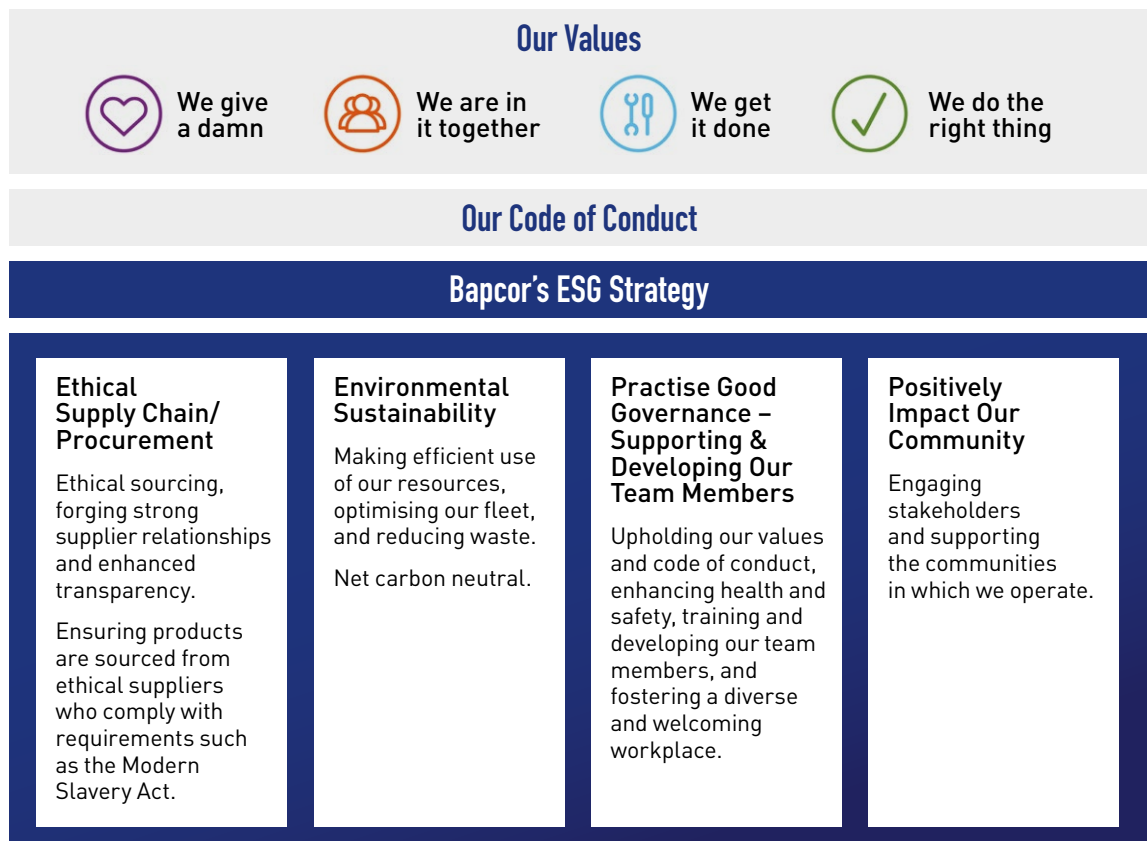 Our Values
We give
a damn
We are in
it together
We get
it done
We do the
right thing
Our Code of Conduct
Bapcor’s ESG Strategy
Ethical
Supply Chain/
Procurement
Ethical sourcing,
forging strong
supplier relationships
and enhanced
transparency.
Ensuring products
are sourced from
ethical suppliers
who comply with
requirements such
as the Modern
Slavery Act.
Environmental
Sustainability
Making efficient use
of our resources,
optimising our fleet,
and reducing waste.
Net carbon neutral.
Practise Good
Governance –
Supporting &
Developing Our
Team Members
Upholding our values
and code of conduct,
enhancing health and
safety, training and
developing our team
members, and
fostering a diverse
and welcoming
workplace.
Positively
Impact Our
Community
Engaging
stakeholders
and supporting
the communities
in which we operate.